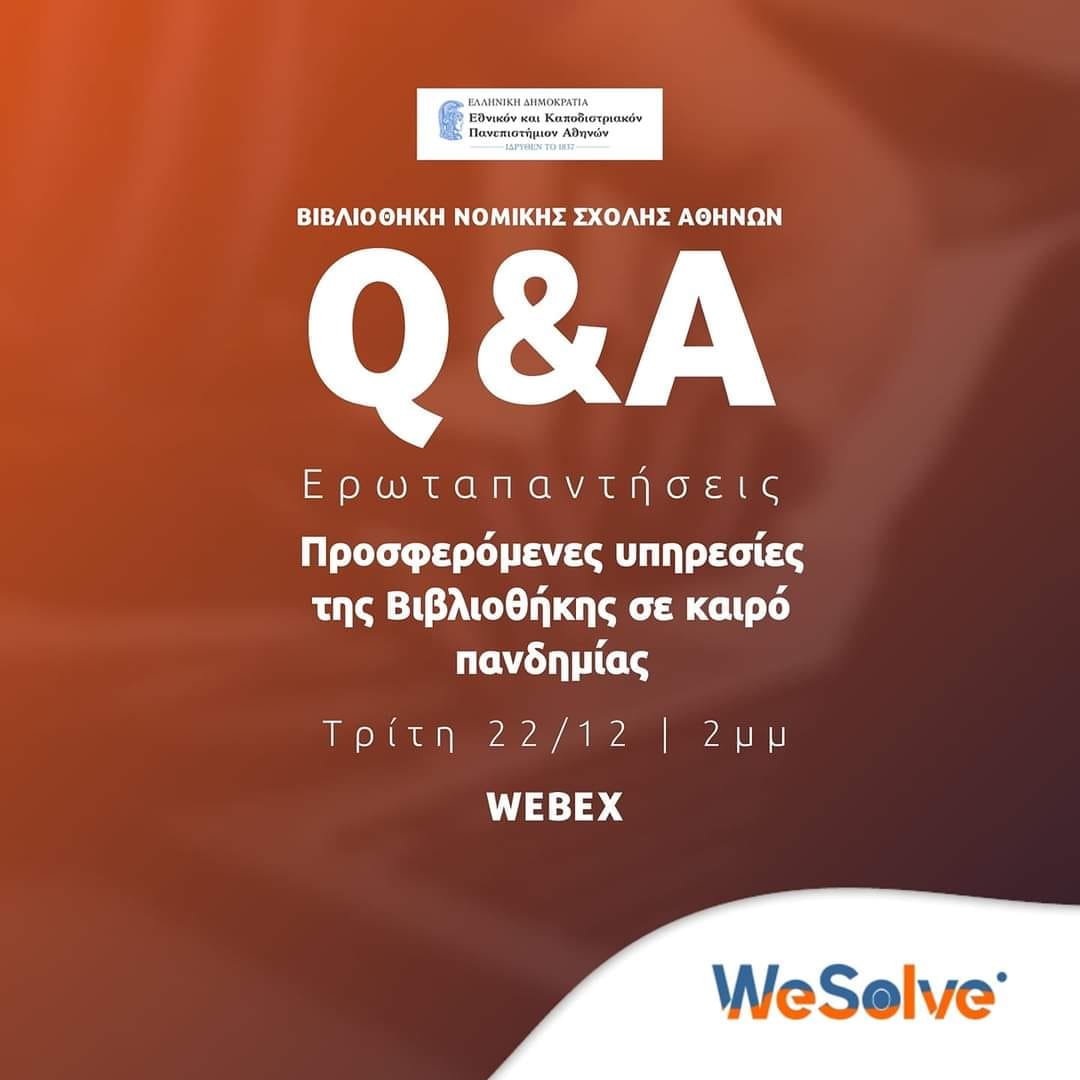 ΕΛΛΗΝΙΚΗ ΔΗΜΟΚΡΑΤΙΑ
Εθνικόν και Καποδιστριακόν
Πανεπιστήμιον Αθηνών
ΙΔΡΥΘΕΝ ΤΟ 1837
ΒΙΒΛΙΟΘΗΚΗ ΝΟΜΙΚΗΣ ΣΧΟΛΗΣ ΑΘΗΝΩΝ
Q&A
Ερωταπαντήσεις
Προσφερόμενες υπηρεσίες
της Βιβλιοθήκης σε καιρό
πανδημίας
Τρίτη 22/12 | 2μμ
WEBEX
WeSolve